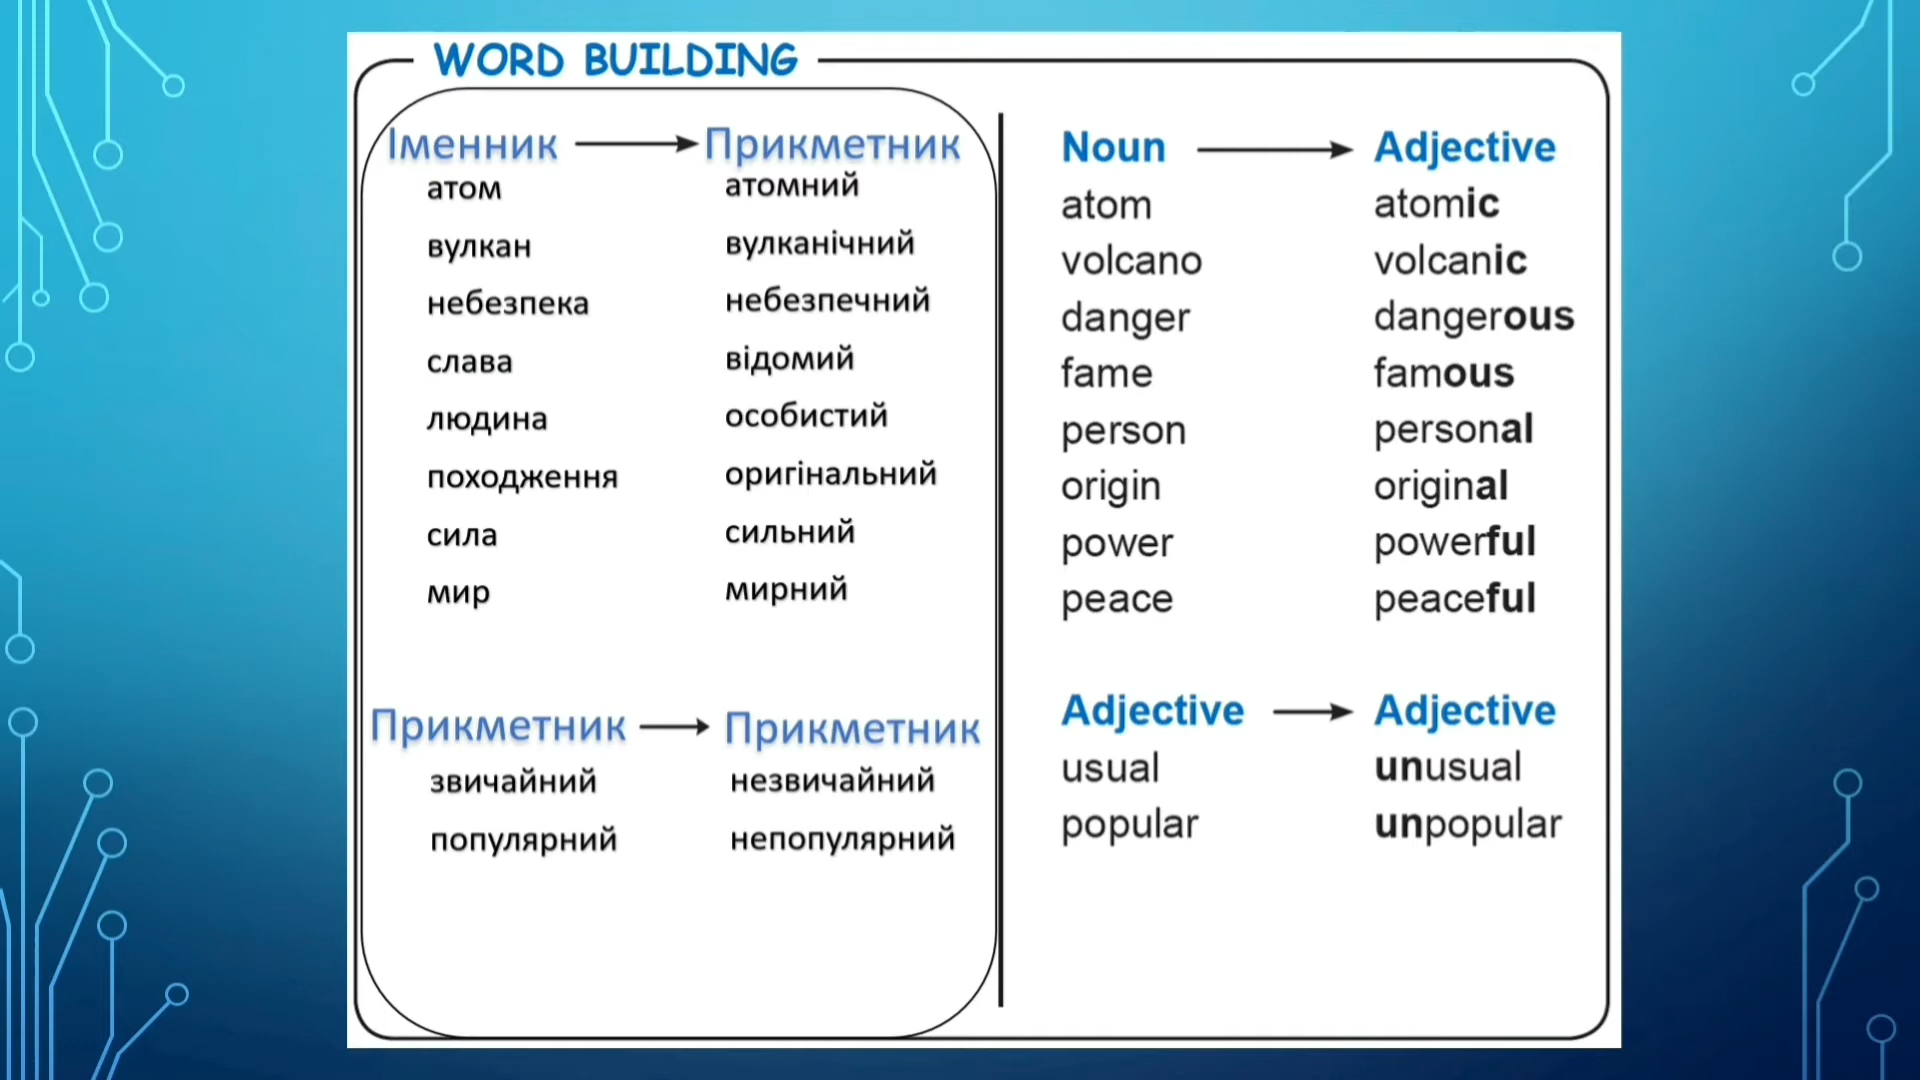 WORD BUILDING
Іменник Прикметник
атом атомний
вулкан вулканічний
небезпека небезпечний
слава відомий
людина особистий
походження оригінальний
сила сильний
мир мирний
Прикметник Прикметник
звичайний незвичайний
популярний непопулярний
Noun Adjective
atom atomic
volcano volcanic
danger dangerous
fame famous
person personal
origin original
power powerful
peace peaceful
Adjective Adjective
usual unusual
popular unpopular